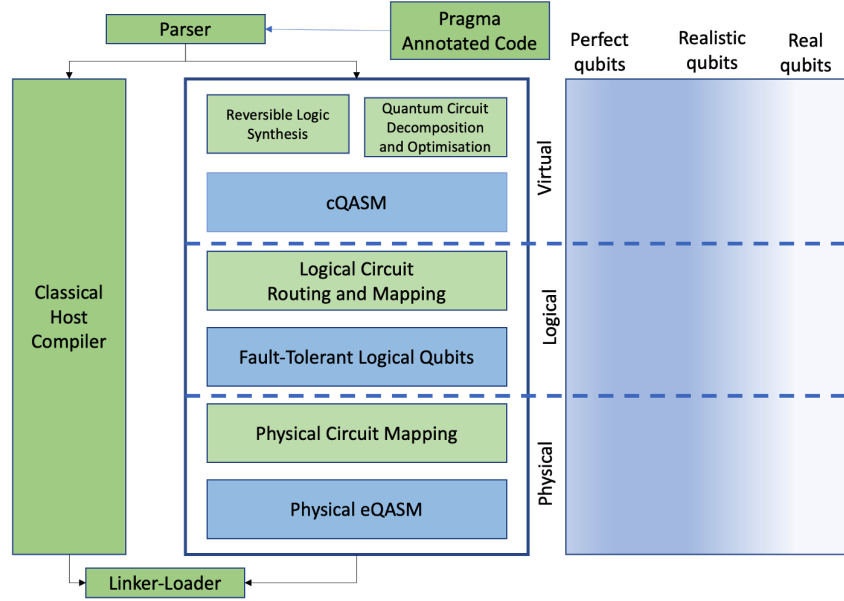 Parser
Pragma
Annotated Code
Perfect
qubits
Realistic
qubits
Real
qubits
Classical
Host
Compiler
Reversible Logic
Synthesis
Quantum Circuit
Decomposition
and Optimisation
cQASM
Virtual
Logical Circuit
Routing and Mapping
Fault-Tolerant Logical Qubits
Logical
Physical Circuit Mapping
Physical eQASM
Physical
Linker-Loader